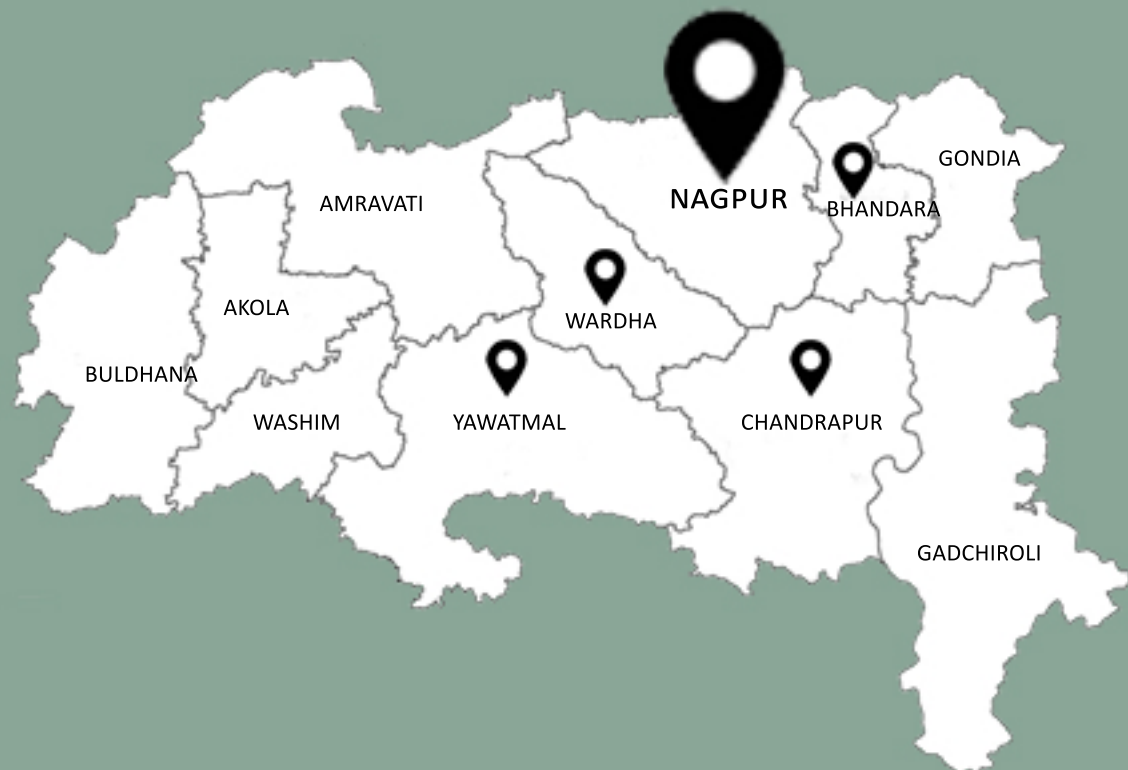 GONDIA
NAGPUR
AMRAVATI
BHANDARA
AKOLA
WARDHA
BULDHANA
WASHIM
YAWATMAL
CHANDRAPUR
GADCHIROLI